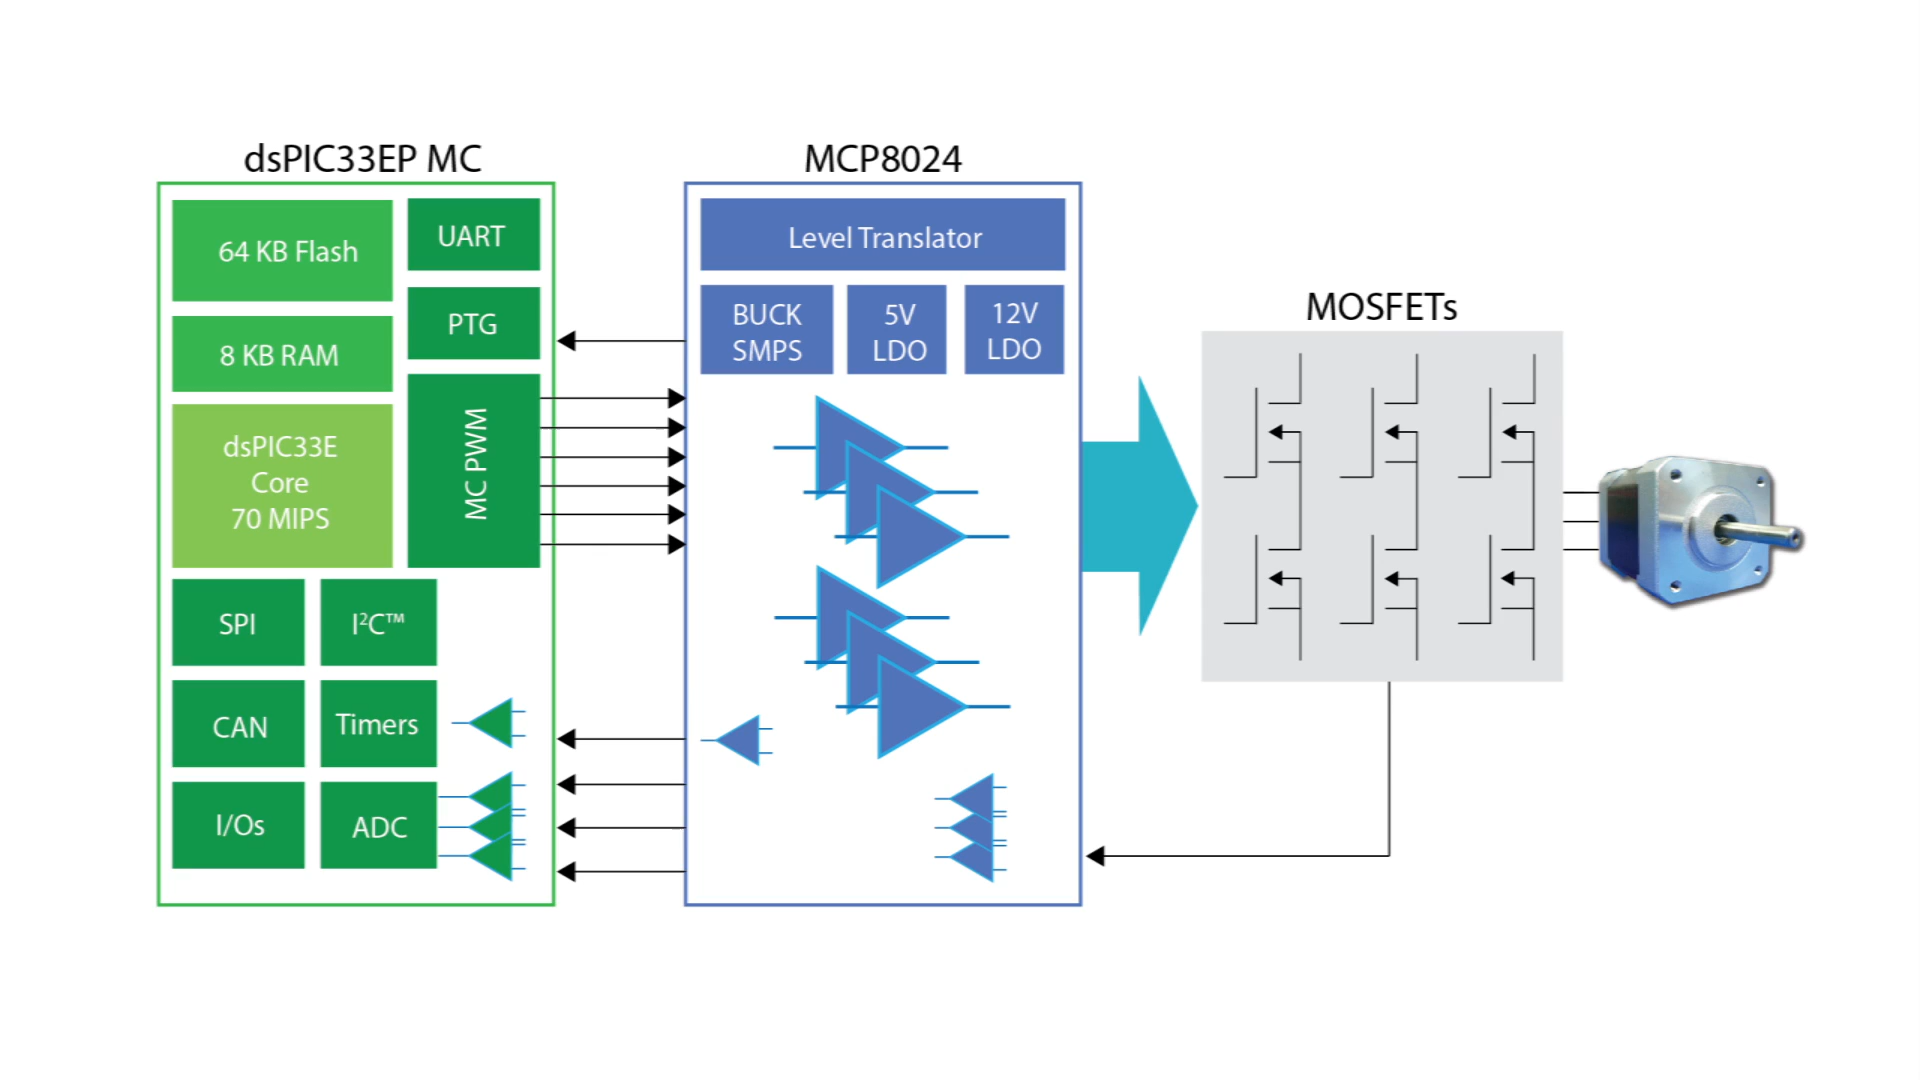 dsPIC33EP MC
64 KB Flash
UART
PTG
8 KB RAM
dsPIC33E
Core
70 MIPS
MC PWM
SPI
I²C™
CAN
Timers
I/Os
ADC
MCP8024
Level Translator
BUCK
SMPS
5V
LDO
12V
LDO
MOSFETs